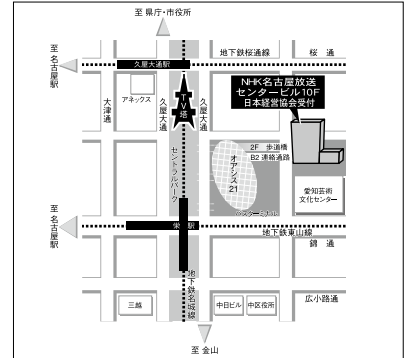 至 県庁・市役所
地下鉄桜通線
桜 通
久屋大通駅
至 名古屋駅
NHK名古屋放送
センタービル10F
日本経営協会受付
アネックス
TV塔
大津通
久屋大通
久屋大通
2F 歩道橋
B2 連絡通路
セントラルパーク
オアシス21
愛知芸術
文化センター
バスターミナル
至 名古屋駅
栄駅
地下鉄東山線
錦 通
地下鉄名城線
三越
中日ビル
中区役所
広小路通
至 金山